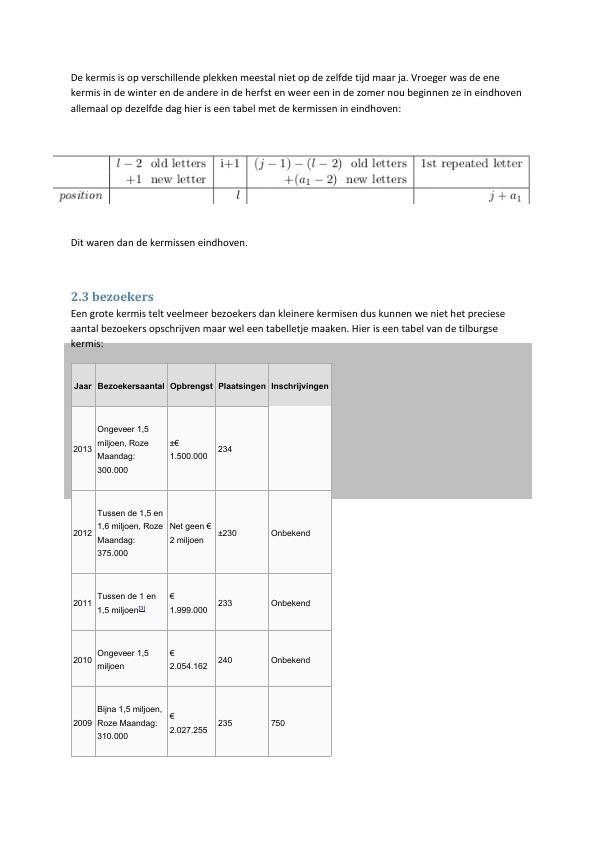 De kermis is op verschillende plekken meestal niet op de zelfde tijd maar ja. Vroeger was de ene
kermis in de winter en de andere in de herfst en weer een in de zomer nou beginnen ze in eindhoven
allemaal op dezelfde dag hier is een tabel met de kermissen in eindhoven:
l − 2 old letters i+1 (j − 1) − (l − 2) old letters 1st repeated letter
+1 new letter +(a₁ − 2) new letters
position l j + a₁
Dit waren dan de kermissen eindhoven.
2.3 bezoekers
Een grote kermis telt veelmeer bezoekers dan kleinere kermisen dus kunnen we niet het preciese
aantal bezoekers opschrijven maar wel een tabelletje maaken. Hier is een tabel van de tilburgse
kermis:
Jaar Bezoekersaantal Opbrengst Plaatsingen Inschrijvingen
2013 Ongeveer 1,5 miljoen, Roze Maandag: 300.000 ±€ 1.500.000 234
2012 Tussen de 1,5 en 1,6 miljoen, Roze Maandag: 375.000 Net geen € 2 miljoen ±230 Onbekend
2011 Tussen de 1 en 1,5 miljoen[3] € 1.999.000 233 Onbekend
2010 Ongeveer 1,5 miljoen € 2.054.162 240 Onbekend
2009 Bijna 1,5 miljoen, Roze Maandag: 310.000 € 2.027.255 235 750